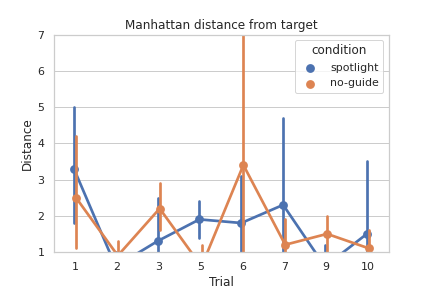 Manhattan distance from target
7
6
5
4
3
2
1
Distance
condition
spotlight
no-guide
1 2 3 5 6 7 9 10
Trial